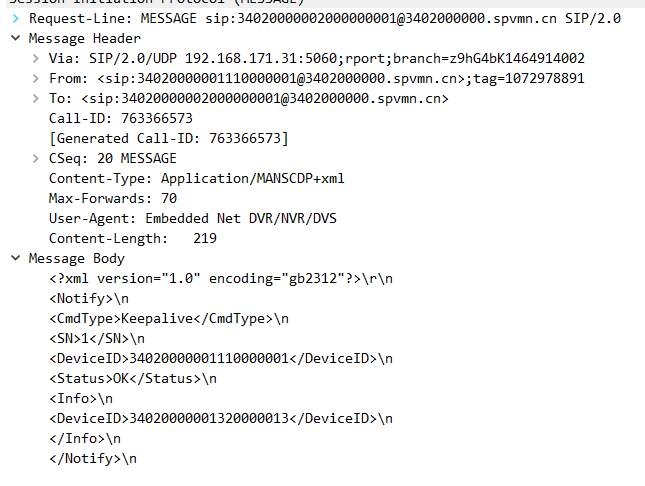 Session Initiation Protocol (MESSAGE)
Request-Line: MESSAGE sip:34020000002000000001@3402000000.spvmn.cn SIP/2.0
Message Header
Via: SIP/2.0/UDP 192.168.171.31:5060;rport;branch=z9hG4bK1464914002
From: <sip:34020000001110000001@3402000000.spvmn.cn>;tag=1072978891
To: <sip:34020000002000000001@3402000000.spvmn.cn>
Call-ID: 763366573
[Generated Call-ID: 763366573]
CSeq: 20 MESSAGE
Content-Type: Application/MANSCDP+xml
Max-Forwards: 70
User-Agent: Embedded Net DVR/NVR/DVS
Content-Length:   219
Message Body
<?xml version="1.0" encoding="gb2312"?>\r\n
<Notify>\n
<CmdType>Keepalive</CmdType>\n
<SN>1</SN>\n
<DeviceID>34020000001110000001</DeviceID>\n
<Status>OK</Status>\n
<Info>\n
<DeviceID>34020000001320000013</DeviceID>\n
</Info>\n
</Notify>\n